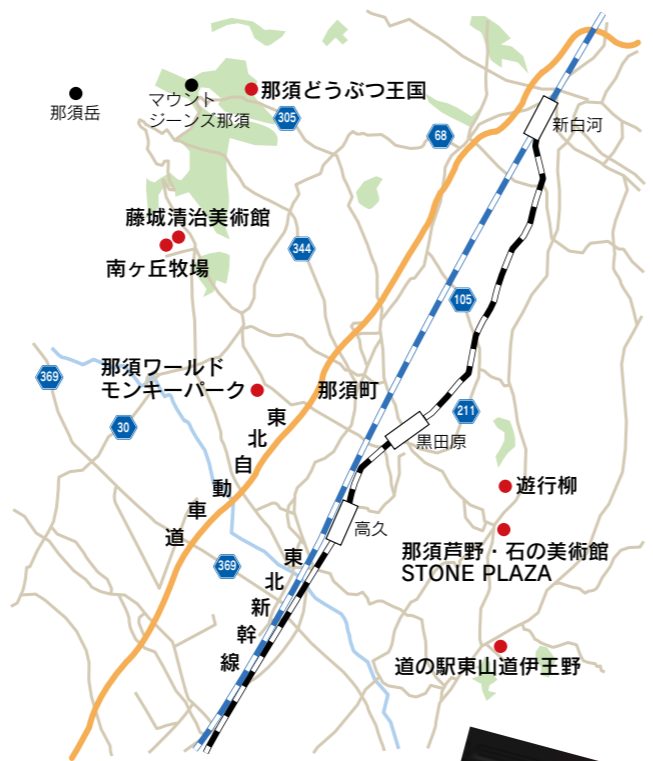 那須どうぶつ王国
マウント
ジーンズ那須
那須岳
305
68
新白河
藤城清治美術館
南ヶ丘牧場
344
105
那須ワールド
モンキーパーク
那須町
369
30
211
黒田原
東北自動車道
遊行柳
高久
那須芦野・石の美術館
STONE PLAZA
369
東北新幹線
道の駅東山道伊王野